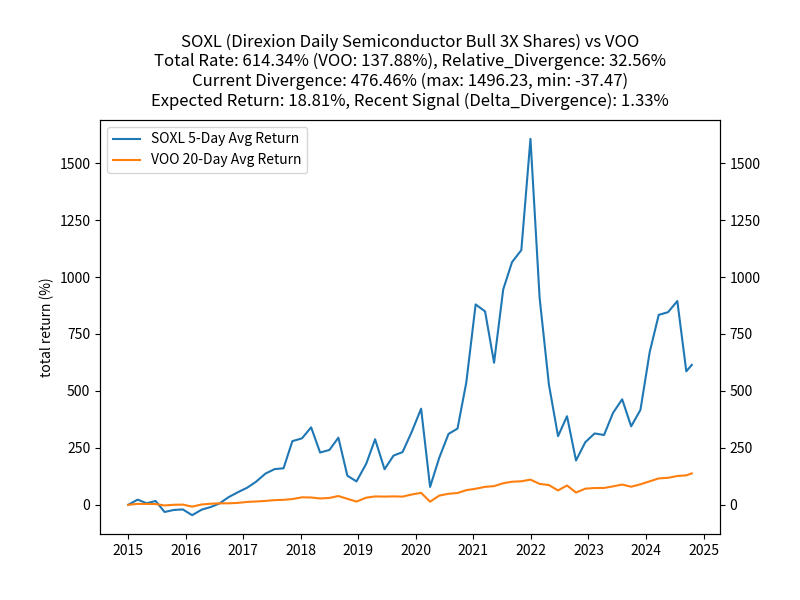 SOXL (Direxion Daily Semiconductor Bull 3X Shares) vs VOO
Total Rate: 614.34% (VOO: 137.88%), Relative_Divergence: 32.56%
Current Divergence: 476.46% (max: 1496.23, min: -37.47)
Expected Return: 18.81%, Recent Signal (Delta_Divergence): 1.33%
SOXL 5-Day Avg Return
VOO 20-Day Avg Return
total return (%)
1500 1500
1250 1250
1000 1000
750 750
500 500
250 250
0 0
2015 2016 2017 2018 2019 2020 2021 2022 2023 2024 2025